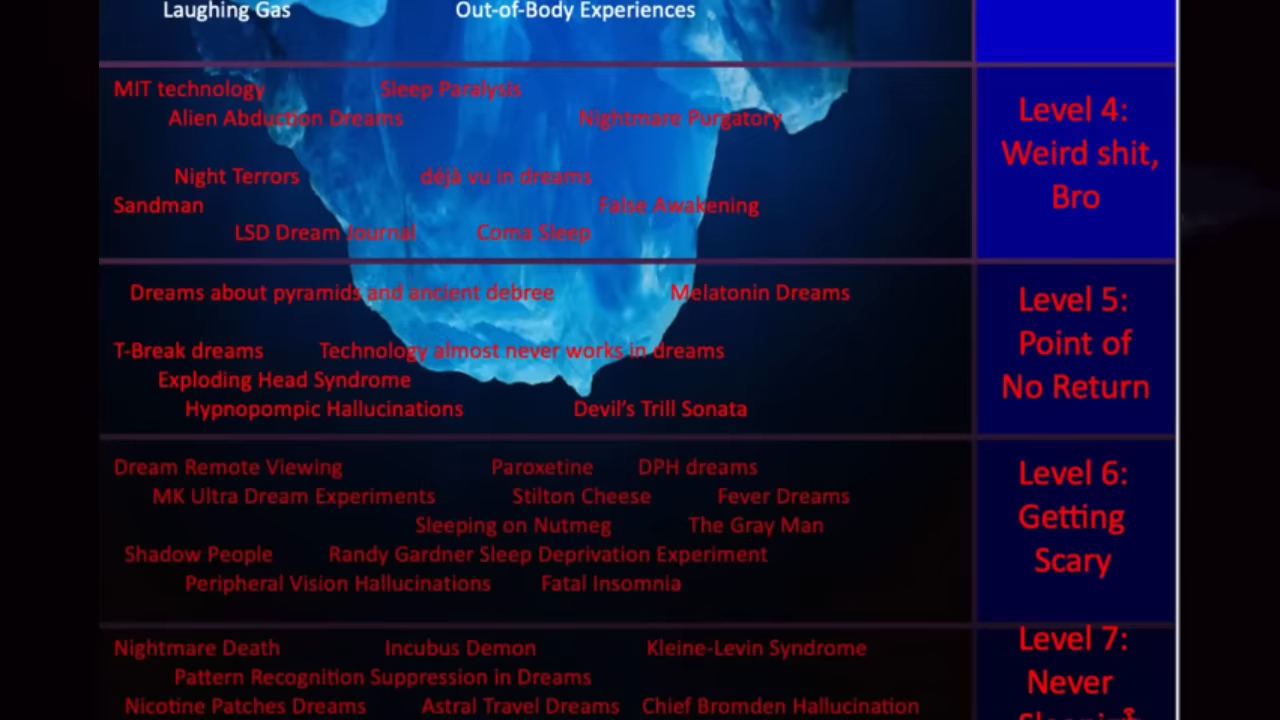 Laughing Gas Out-of-Body Experiences
MIT technology Sleep Paralysis
Alien Abduction Dreams Nightmare Purgatory
Night Terrors déjà vu in dreams
Sandman False Awakening
LSD Dream Journal Coma Sleep
Level 4:
Weird shit,
Bro
Dreams about pyramids and ancient debree Melatonin Dreams
T-Break dreams Technology almost never works in dreams
Exploding Head Syndrome
Hypnopompic Hallucinations Devil's Trill Sonata
Level 5:
Point of
No Return
Dream Remote Viewing Paroxetine DPH dreams
MK Ultra Dream Experiments Stilton Cheese Fever Dreams
Sleeping on Nutmeg The Gray Man
Shadow People Randy Gardner Sleep Deprivation Experiment
Peripheral Vision Hallucinations Fatal Insomnia
Level 6:
Getting
Scary
Nightmare Death Incubus Demon Kleine-Levin Syndrome
Pattern Recognition Suppression in Dreams
Nicotine Patches Dreams Astral Travel Dreams Chief Bromden Hallucination
Level 7:
Never